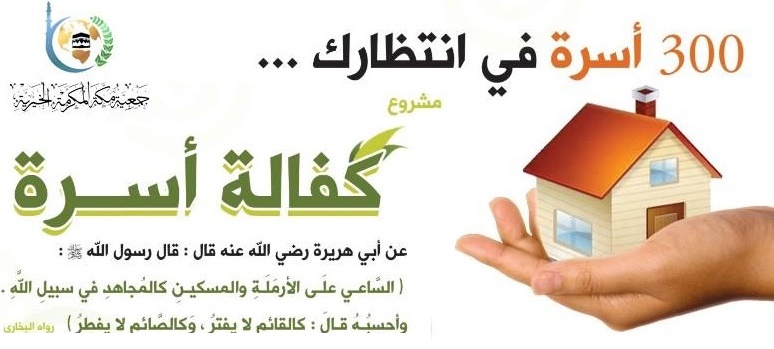 300 أسرة في انتظارك ...
جمعية مكة المكرمة الخيرية
مشروع
كفالة أسرة
عن أبي هريرة رضي الله عنه قال : قال رسول الله ﷺ :
( السَّاعي علَى الأرمَلَةِ والمسكينِ كالمُجاهدِ في سبيلِ اللَّهِ .
وأحسبُهُ قالَ : كالقائمِ لا يفترُ ، وَكالصَّائمِ لا يفطرُ ) رواه البخارى